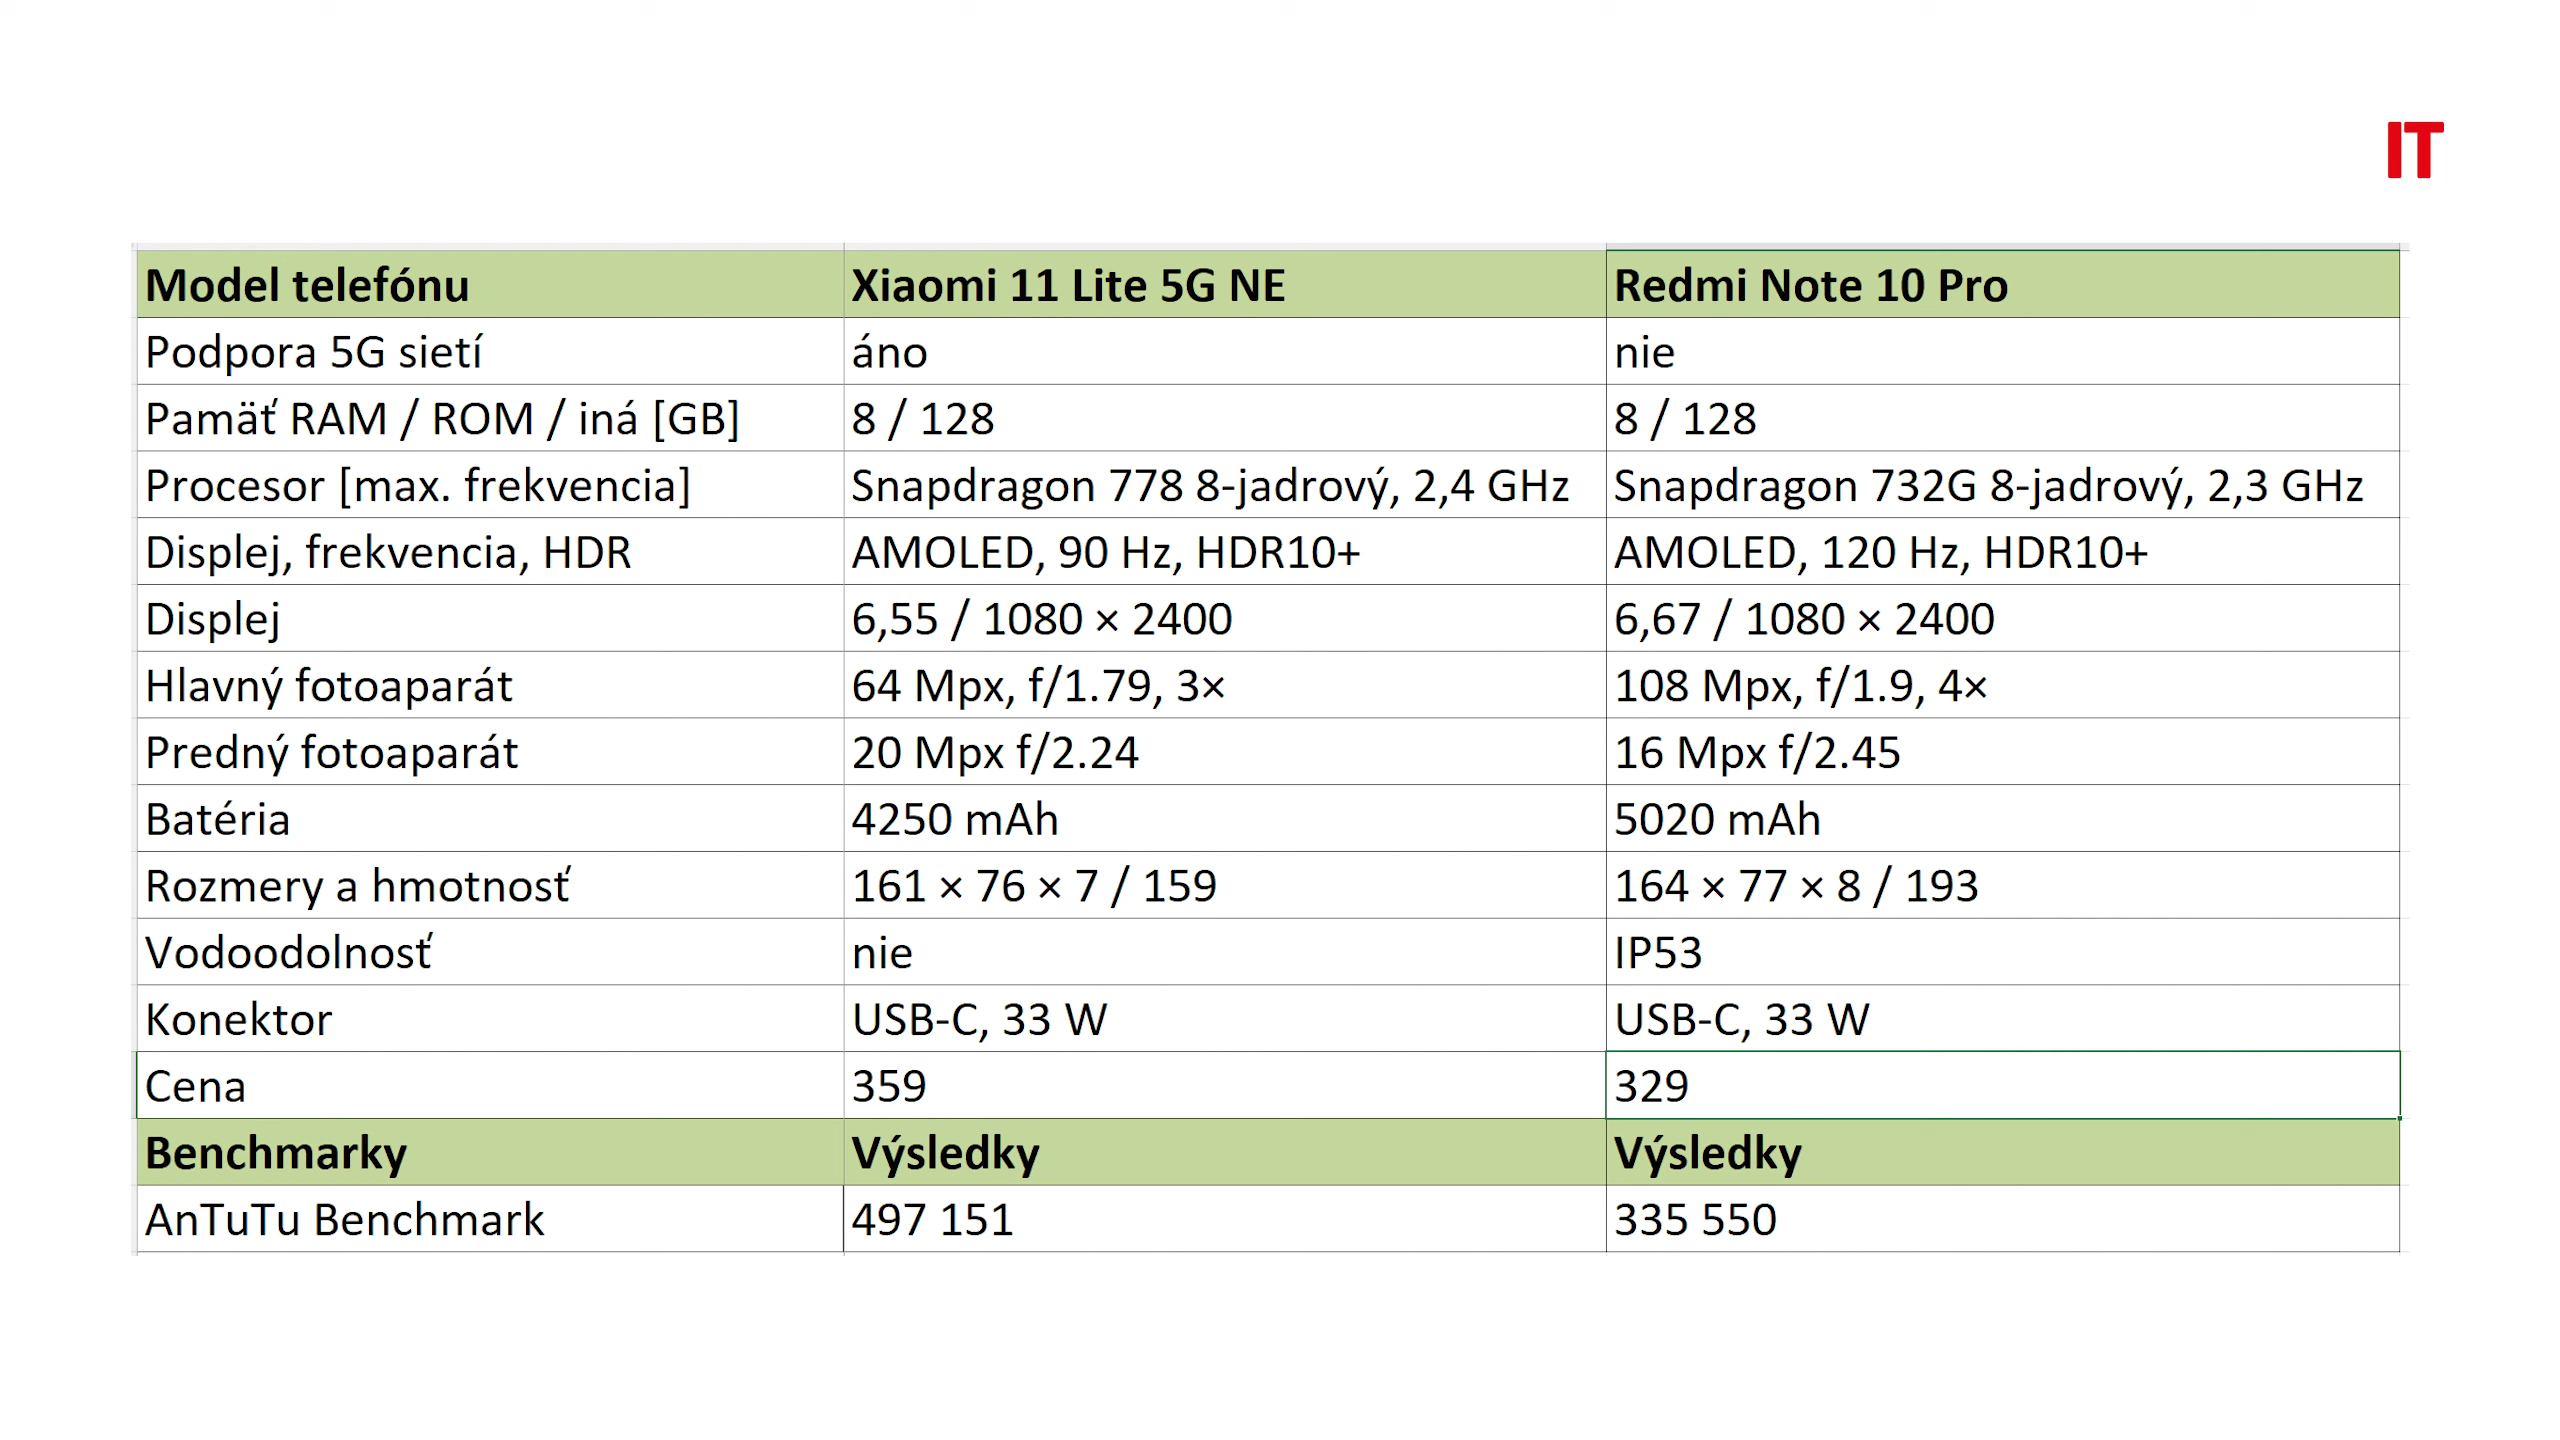 IT
Model telefónu Xiaomi 11 Lite 5G NE Redmi Note 10 Pro
Podpora 5G sietí áno nie
Pamäť RAM / ROM / iná [GB] 8 / 128 8 / 128
Procesor [max. frekvencia] Snapdragon 778 8-jadrový, 2,4 GHz Snapdragon 732G 8-jadrový, 2,3 GHz
Displej, frekvencia, HDR AMOLED, 90 Hz, HDR10+ AMOLED, 120 Hz, HDR10+
Displej 6,55 / 1080 × 2400 6,67 / 1080 × 2400
Hlavný fotoaparát 64 Mpx, f/1.79, 3× 108 Mpx, f/1.9, 4×
Predný fotoaparát 20 Mpx f/2.24 16 Mpx f/2.45
Batéria 4250 mAh 5020 mAh
Rozmery a hmotnosť 161 × 76 × 7 / 159 164 × 77 × 8 / 193
Vodoodolnosť nie IP53
Konektor USB-C, 33 W USB-C, 33 W
Cena 359 329
Benchmarky Výsledky Výsledky
AnTuTu Benchmark 497 151 335 550